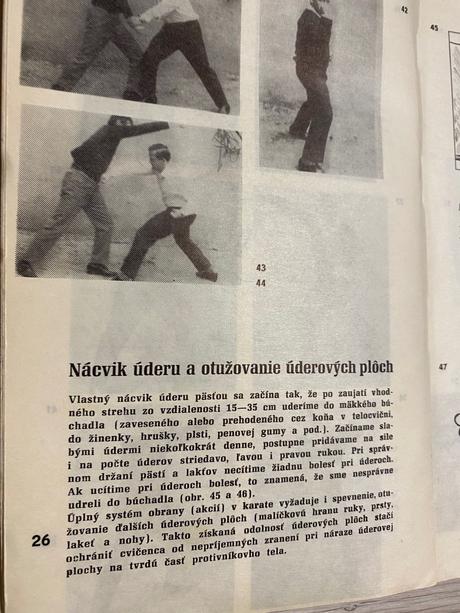 42
45
43
44
47
Nácvik úderu a otužovanie úderových plôch
Vlastný nácvik úderu päsťou sa začína tak, že po zaujatí vhod-
ného strehu zo vzdialenosti 15—35 cm uderíme do mäkkého bú-
chadla (zaveseného alebo prehodeného cez koňa v telocvični,
do žinenky, hrušky, plsti, penovej gumy a pod.). Začíname sla-
bými údermi niekoľkokrát denne, postupne pridávame na sile
i na počte úderov striedavo, ľavou i pravou rukou. Pri správ-
nom držaní pästí a lakťov necítime žiadnu bolesť pri úderoch.
Ak ucítime pri úderoch bolesť, to znamená, že sme nesprávne
udreli do búchadla (obr. 45 a 46).
Úplný systém obrany (akcií) v karate vyžaduje i spevnenie, otu-
žovanie ďalších úderových plôch (malíčkovú hranu ruky, prsty,
lakeť a nohy). Takto získaná odolnosť úderových plôch stačí
ochrániť cvičenca od nepríjemných zranení pri náraze úderovej
plochy na tvrdú časť protivníkovho tela.
26